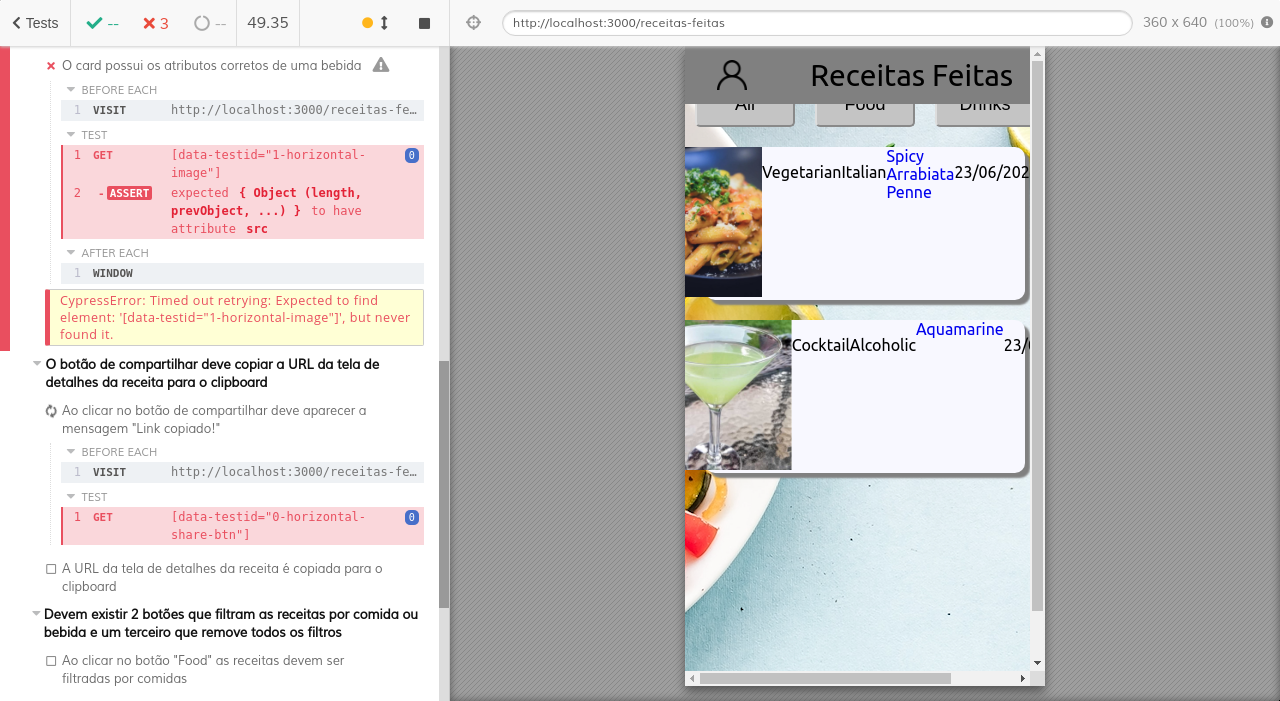 Tests -- 3 -- 49.35
http://localhost:3000/receitas-feitas 360 x 640 (100%)
O card possui os atributos corretos de uma bebida
BEFORE EACH
1 VISIT http://localhost:3000/receitas-fe…
TEST
1 GET [data-testid="1-horizontal-
image"] 0
2 -ASSERT expected { Object (length,
prevObject, ...) } to have
attribute src
AFTER EACH
1 WINDOW
CypressError: Timed out retrying: Expected to find
element: '[data-testid="1-horizontal-image"]', but never
found it.
O botão de compartilhar deve copiar a URL da tela de
detalhes da receita para o clipboard
Ao clicar no botão de compartilhar deve aparecer a
mensagem "Link copiado!"
BEFORE EACH
1 VISIT http://localhost:3000/receitas-fe…
TEST
1 GET [data-testid="0-horizontal-
share-btn"] 0
A URL da tela de detalhes da receita é copiada para o
clipboard
Devem existir 2 botões que filtram as receitas por comida ou
bebida e um terceiro que remove todos os filtros
Ao clicar no botão "Food" as receitas devem ser
filtradas por comidas
Receitas Feitas
All Food Drinks
VegetarianItalian
Spicy
Arrabiata
Penne
23/06/202
CocktailAlcoholic
Aquamarine
23/